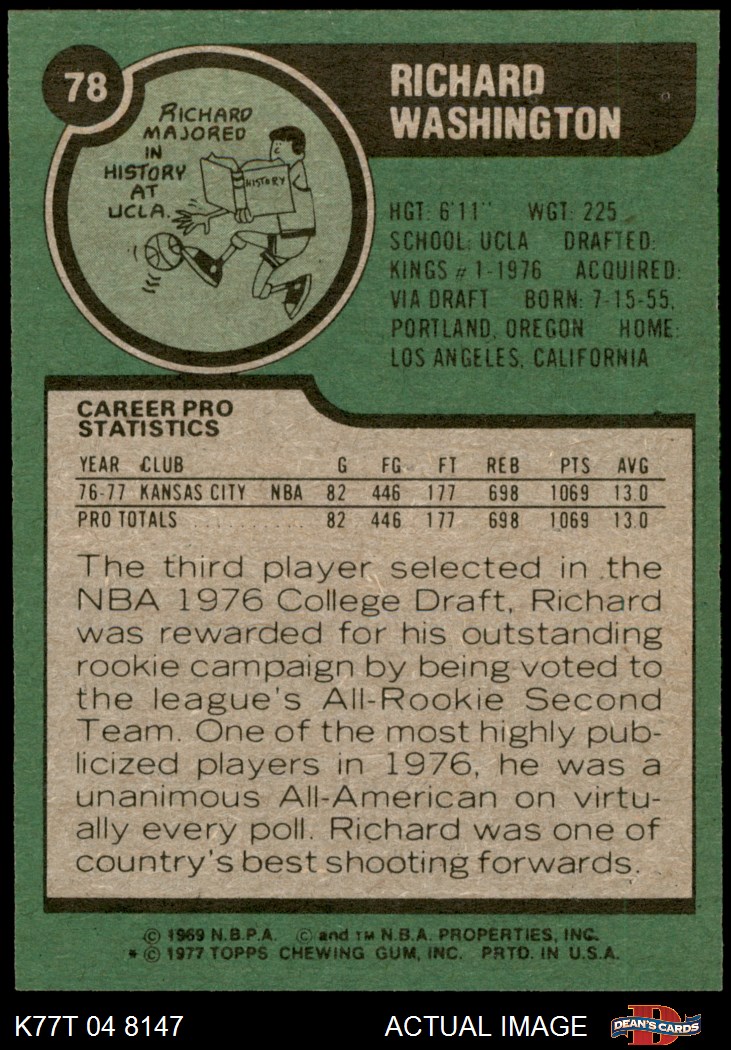 78
RICHARD
WASHINGTON
RICHARD
MAJORED
IN
HISTORY
AT
UCLA.
HISTORY
HGT: 6'11" WGT: 225
SCHOOL: UCLA DRAFTED:
KINGS #1-1976 ACQUIRED:
VIA DRAFT BORN: 7-15-55,
PORTLAND, OREGON HOME:
LOS ANGELES, CALIFORNIA
CAREER PRO
STATISTICS
YEAR CLUB G FG FT REB PTS AVG
76-77 KANSAS CITY NBA 82 446 177 698 1069 13.0
PRO TOTALS . . . . . . . . . . 82 446 177 698 1069 13.0
The third player selected in the
NBA 1976 College Draft, Richard
was rewarded for his outstanding
rookie campaign by being voted to
the league's All-Rookie Second
Team. One of the most highly pub-
licized players in 1976, he was a
unanimous All-American on virtu-
ally every poll. Richard was one of
country's best shooting forwards.
© 1969 N.B.P.A. © and TM N.B.A. PROPERTIES, INC.
* © 1977 TOPPS CHEWING GUM, INC. PRTD. IN U.S.A.
K77T 04 8147 ACTUAL IMAGE D DEAN'S CARDS